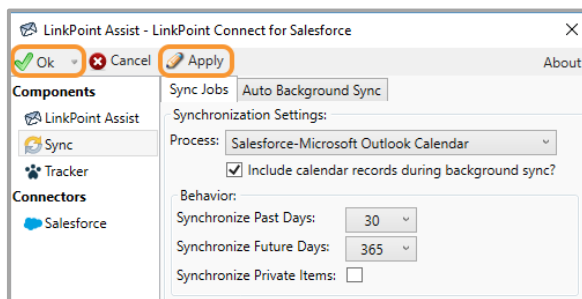 LinkPoint Assist - LinkPoint Connect for Salesforce
Ok Cancel Apply About
Components
LinkPoint Assist
Sync
Tracker
Connectors
Salesforce
Sync Jobs Auto Background Sync
Synchronization Settings:
Process: Salesforce-Microsoft Outlook Calendar
Include calendar records during background sync?
Behavior:
Synchronize Past Days: 30
Synchronize Future Days: 365
Synchronize Private Items: